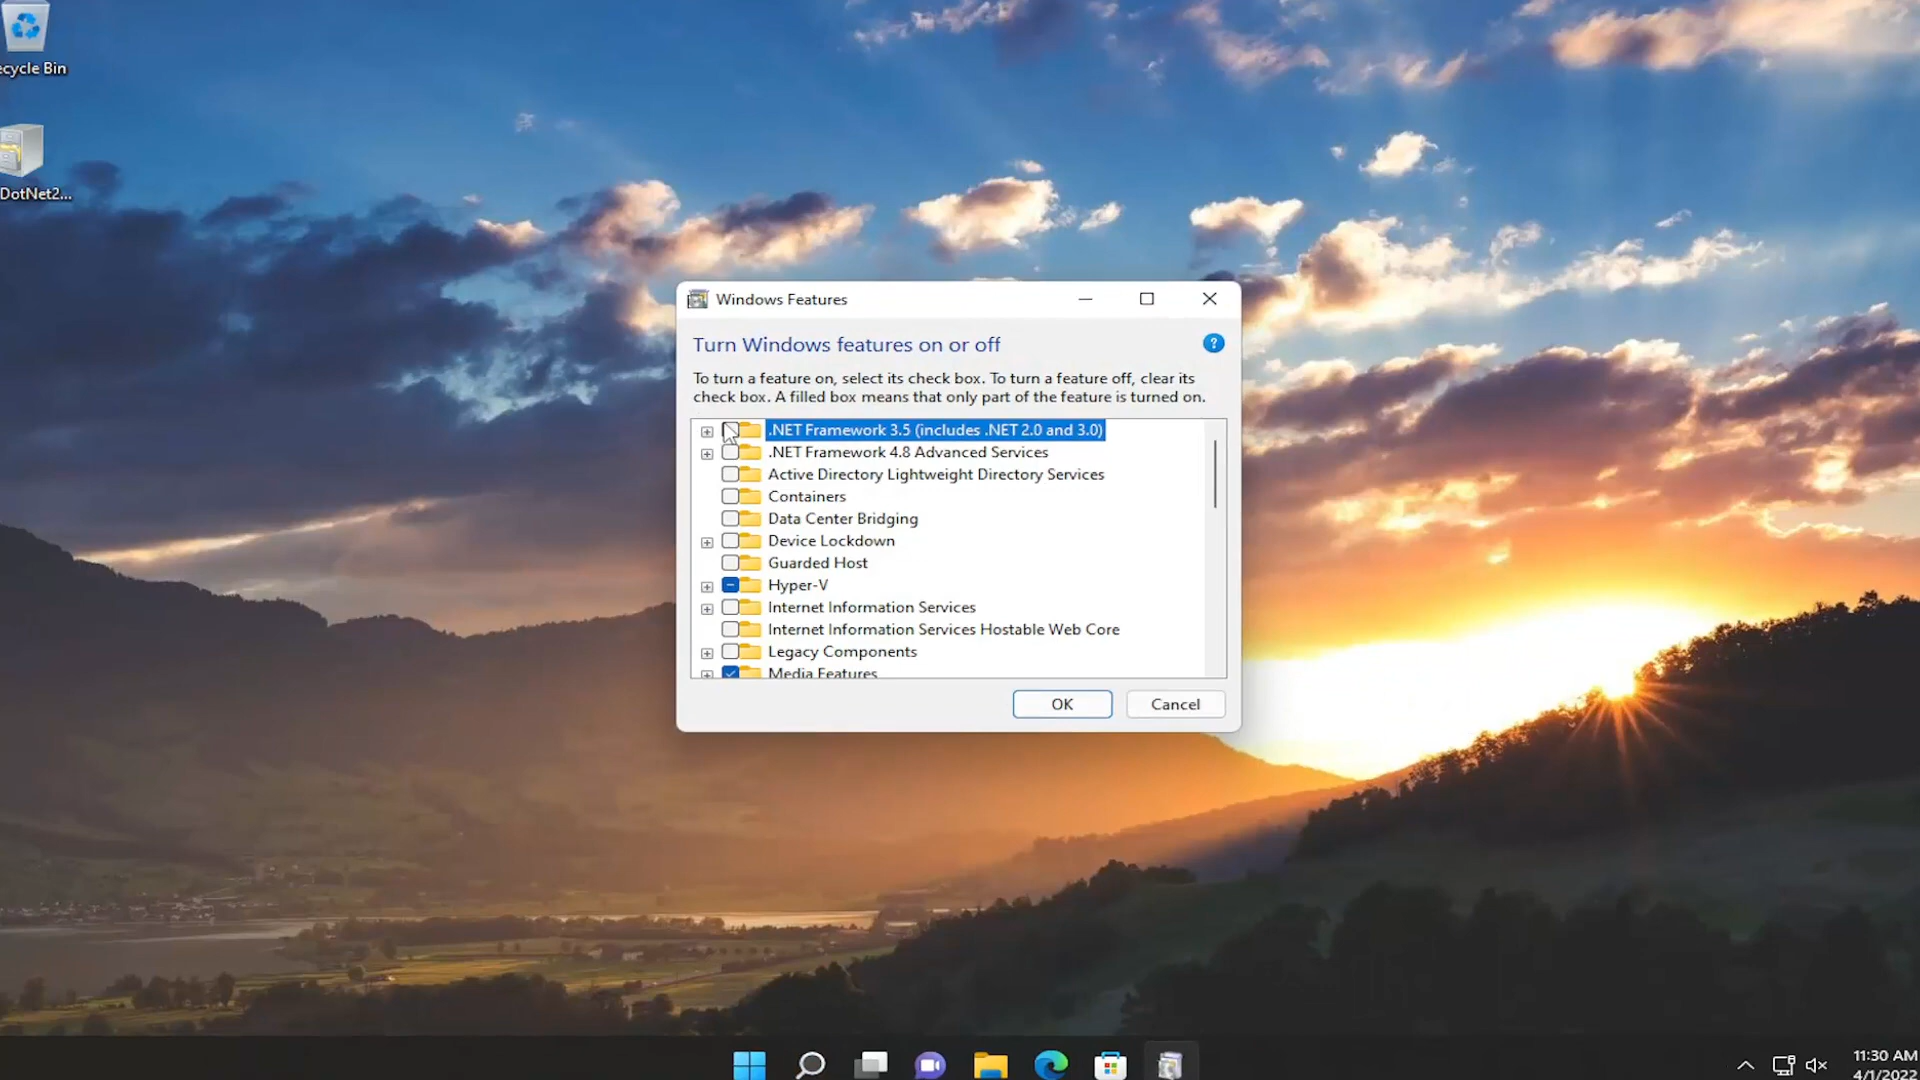 ecycle Bin
DotNet2...
Windows Features
Turn Windows features on or off
To turn a feature on, select its check box. To turn a feature off, clear its
check box. A filled box means that only part of the feature is turned on.
.NET Framework 3.5 (includes .NET 2.0 and 3.0)
.NET Framework 4.8 Advanced Services
Active Directory Lightweight Directory Services
Containers
Data Center Bridging
Device Lockdown
Guarded Host
Hyper-V
Internet Information Services
Internet Information Services Hostable Web Core
Legacy Components
Media Features
OK
Cancel
11:30 AM
4/1/2022